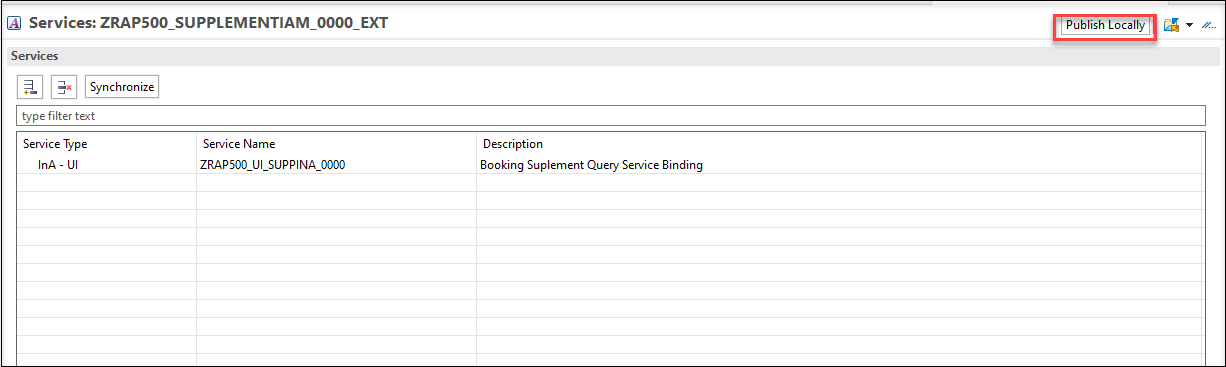 Services: ZRAP500_SUPPLEMENTIAM_0000_EXT
Publish Locally
Services
Synchronize
type filter text
Service Type Service Name Description
InA - UI ZRAP500_UI_SUPPINA_0000 Booking Suplement Query Service Binding